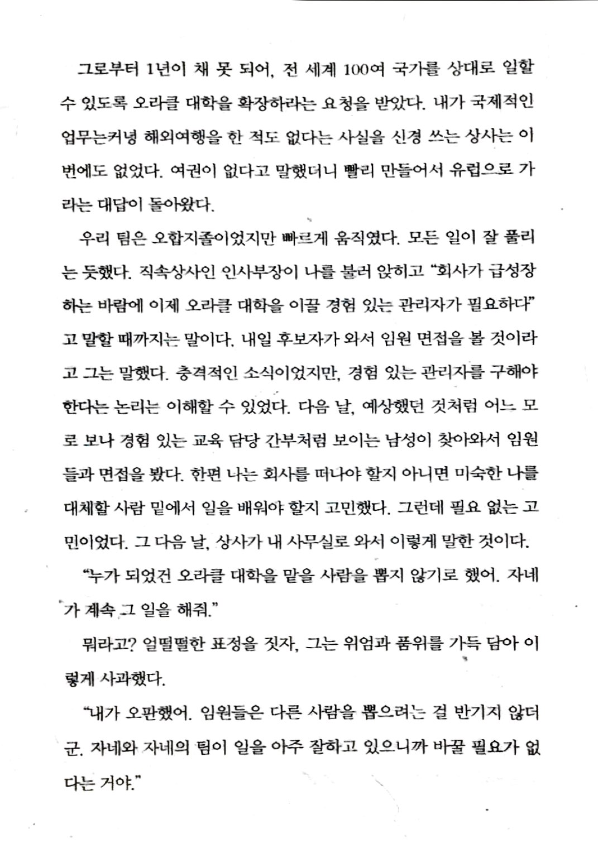 그로부터 1년이 채 못 되어, 전 세계 100여 국가를 상대로 일할
수 있도록 오라클 대학을 확장하라는 요청을 받았다. 내가 국제적인
업무는커녕 해외여행을 한 적도 없다는 사실을 신경 쓰는 상사는 이
번에도 없었다. 여권이 없다고 말했더니 빨리 만들어서 유럽으로 가
라는 대답이 돌아왔다.
우리 팀은 오합지졸이었지만 빠르게 움직였다. 모든 일이 잘 풀리
는 듯했다. 직속상사인 인사부장이 나를 불러 앉히고 “회사가 급성장
하는 바람에 이제 오라클 대학을 이끌 경험 있는 관리자가 필요하다”
고 말할 때까지는 말이다. 내일 후보자가 와서 임원 면접을 볼 것이라
고 그는 말했다. 충격적인 소식이었지만, 경험 있는 관리자를 구해야
한다는 논리는 이해할 수 있었다. 다음 날, 예상했던 것처럼 어느 모
로 보나 경험 있는 교육 담당 간부처럼 보이는 남성이 찾아와서 임원
들과 면접을 봤다. 한편 나는 회사를 떠나야 할지 아니면 미숙한 나를
대체할 사람 밑에서 일을 배워야 할지 고민했다. 그런데 필요 없는 고
민이었다. 그 다음 날, 상사가 내 사무실로 와서 이렇게 말한 것이다.
“누가 되었건 오라클 대학을 맡을 사람을 뽑지 않기로 했어. 자네
가 계속 그 일을 해줘.”
뭐라고? 얼떨떨한 표정을 짓자, 그는 위엄과 품위를 가득 담아 이
렇게 사과했다.
“내가 오판했어. 임원들은 다른 사람을 뽑으려는 걸 반기지 않더
군. 자네와 자네의 팀이 일을 아주 잘하고 있으니까 바꿀 필요가 없
다는 거야.”